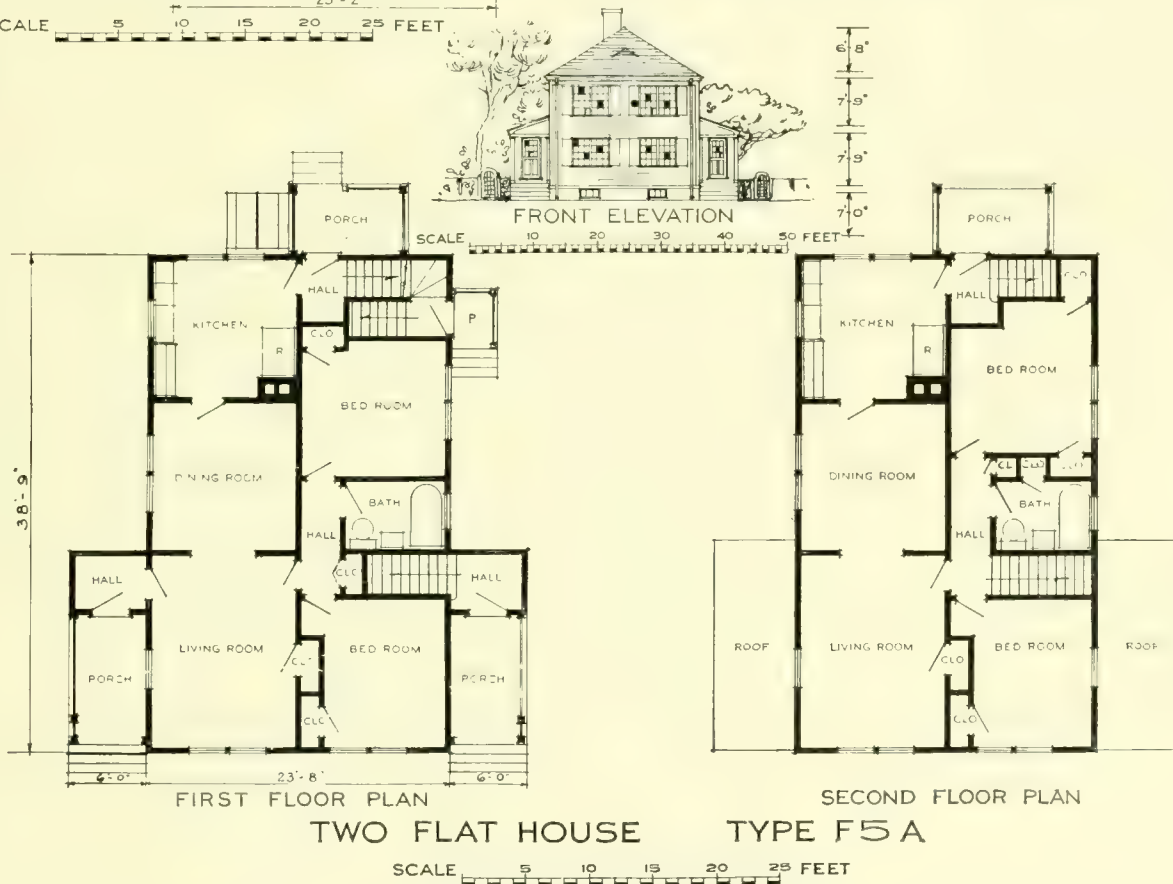 23'-2"
SCALE 5 10 15 20 25 FEET
6'-8"
7'-9"
7'-9"
7'-0"
FRONT ELEVATION
SCALE 10 20 30 40 50 FEET
PORCH
HALL
KITCHEN
CLO
R
P
BED ROOM
DINING ROOM
BATH
HALL
HALL
CLO
HALL
LIVING ROOM
BED ROOM
CLO
PORCH
PORCH
CLO
38'-9"
6'-0"
23'-8"
6'-0"
FIRST FLOOR PLAN
PORCH
HALL
CLO
KITCHEN
R
BED ROOM
CL
CLO
CLO
DINING ROOM
BATH
HALL
ROOF
LIVING ROOM
BED ROOM
ROOF
CLO
CLO
SECOND FLOOR PLAN
TWO FLAT HOUSE TYPE F5A
SCALE 5 10 15 20 25 FEET